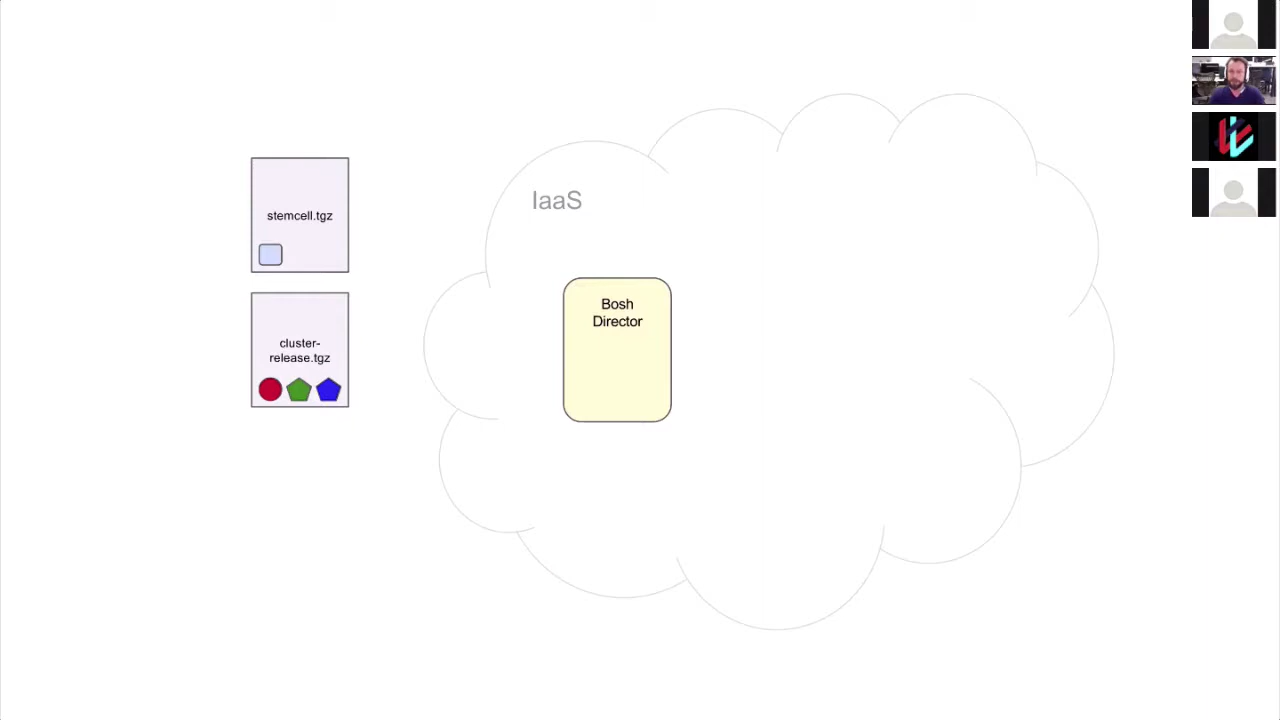 stemcell.tgz
cluster-
release.tgz
IaaS
Bosh
Director